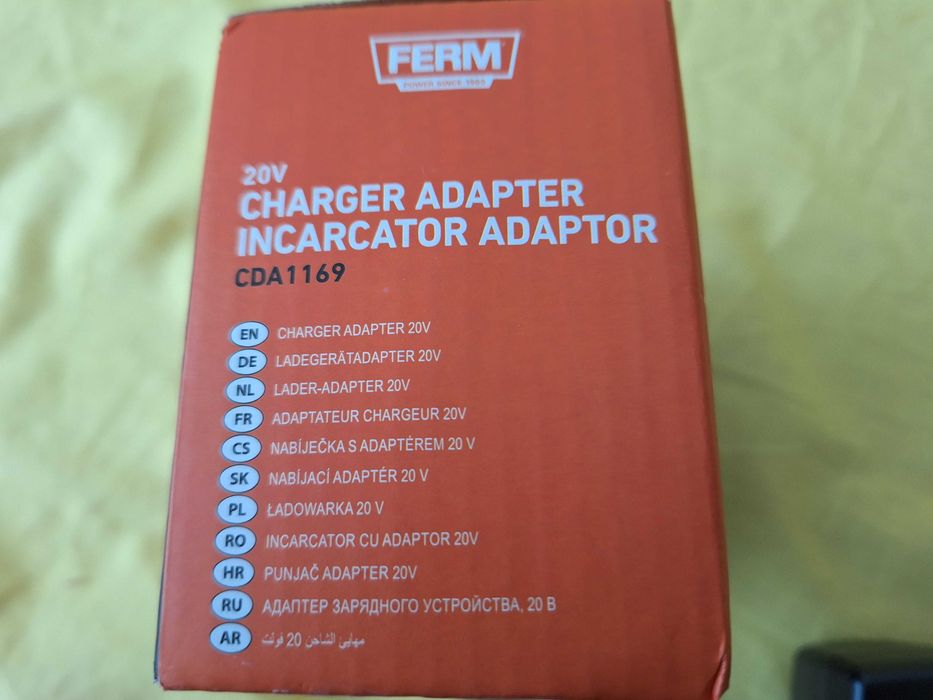 FERM
POWER SINCE 1965
20V
CHARGER ADAPTER
INCARCATOR ADAPTOR
CDA1169
EN CHARGER ADAPTER 20V
DE LADEGERÄTADAPTER 20V
NL LADER-ADAPTER 20V
FR ADAPTATEUR CHARGEUR 20V
CS NABÍJEČKA S ADAPTÉREM 20 V
SK NABÍJACÍ ADAPTÉR 20 V
PL ŁADOWARKA 20 V
RO INCARCATOR CU ADAPTOR 20V
HR PUNJAČ ADAPTER 20V
RU АДАПТЕР ЗАРЯДНОГО УСТРОЙСТВА, 20 В
AR مهايئ الشاحن 20 فولت